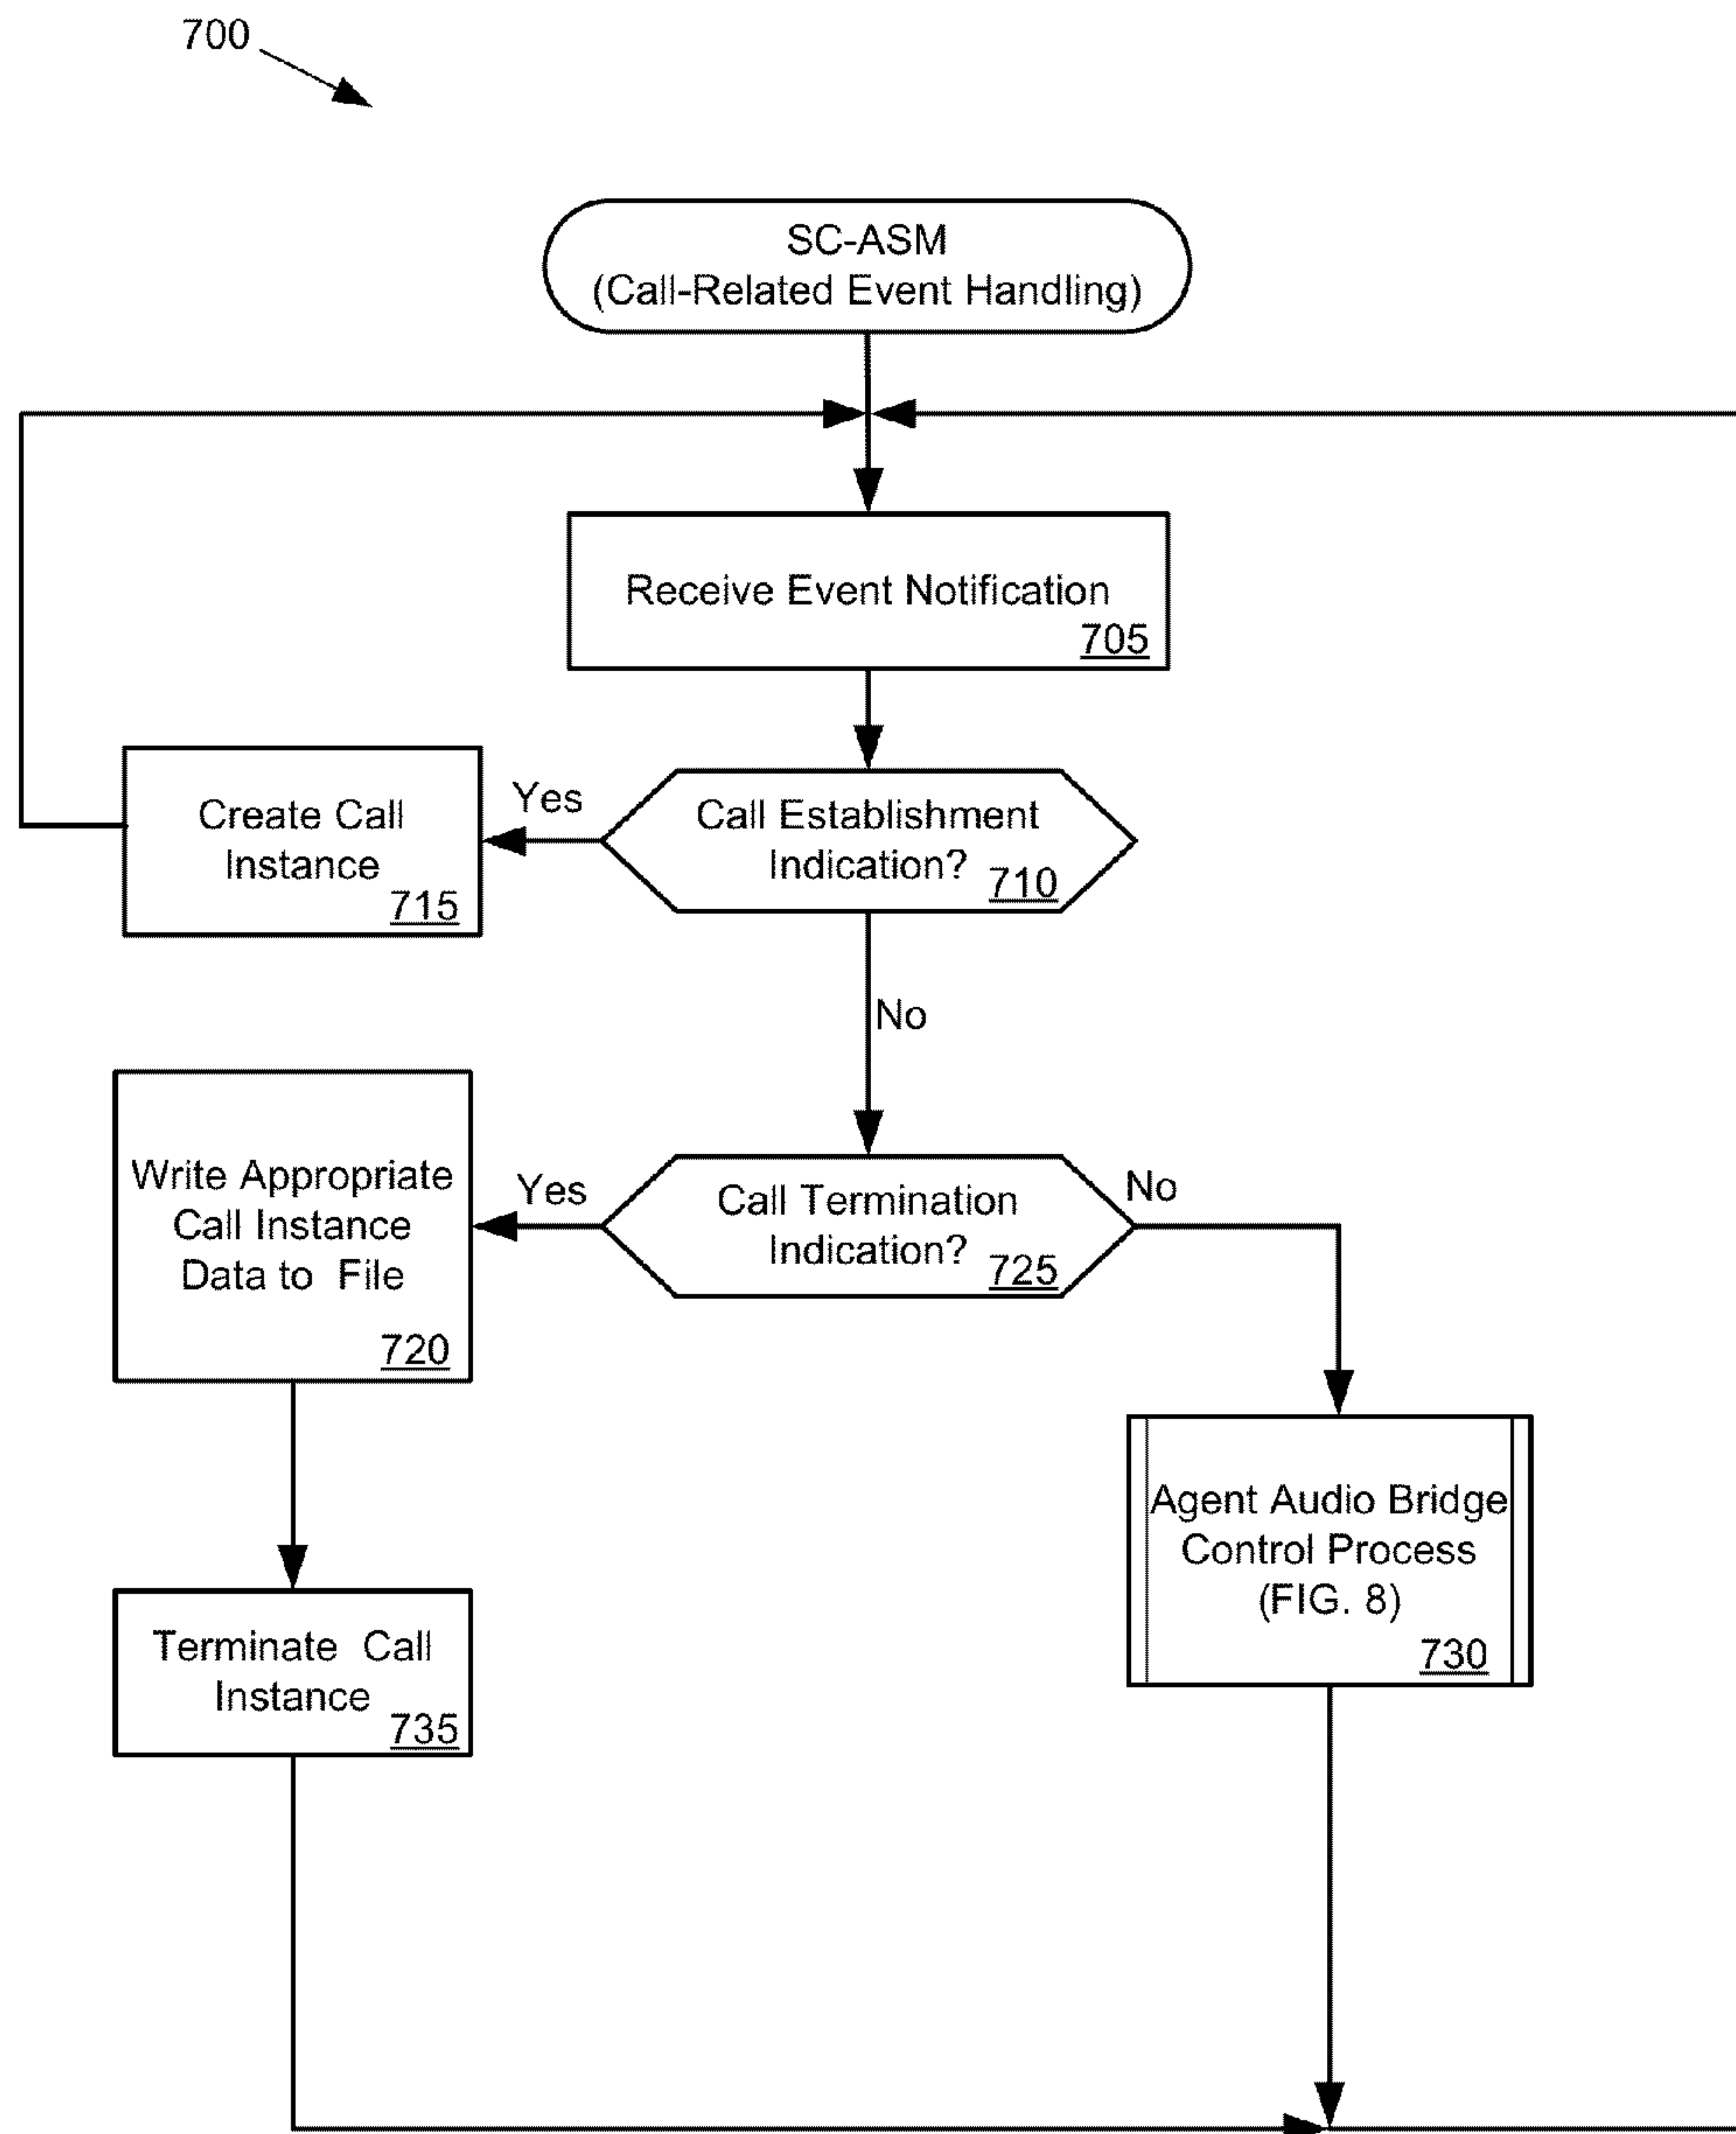 700
SC-ASM
(Call-Related Event Handling)
Receive Event Notification
705
Create Call
Instance
715
Yes
Call Establishment
Indication?
710
No
Write Appropriate
Call Instance
Data to File
720
Yes
Call Termination
Indication?
725
No
Agent Audio Bridge
Control Process
(FIG. 8)
730
Terminate Call
Instance
735